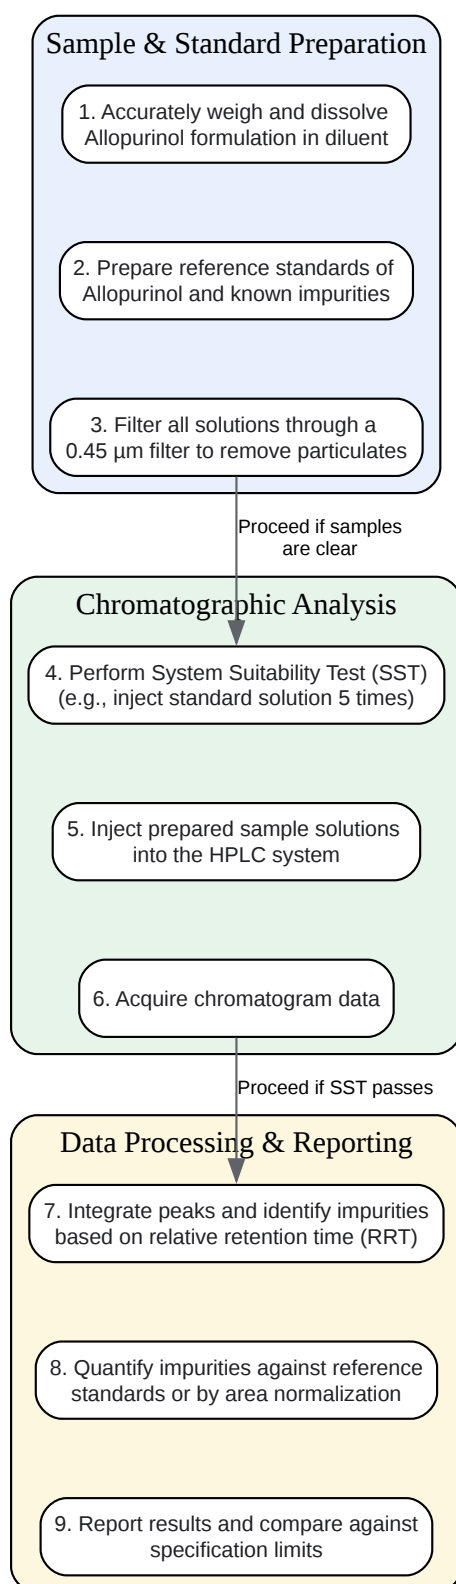 Sample & Standard Preparation
1. Accurately weigh and dissolve
Allopurinol formulation in diluent
2. Prepare reference standards of
Allopurinol and known impurities
3. Filter all solutions through a
0.45 µm filter to remove particulates
Proceed if samples
are clear
Chromatographic Analysis
4. Perform System Suitability Test (SST)
(e.g., inject standard solution 5 times)
5. Inject prepared sample solutions
into the HPLC system
6. Acquire chromatogram data
Proceed if SST passes
Data Processing & Reporting
7. Integrate peaks and identify impurities
based on relative retention time (RRT)
8. Quantify impurities against reference
standards or by area normalization
9. Report results and compare against
specification limits